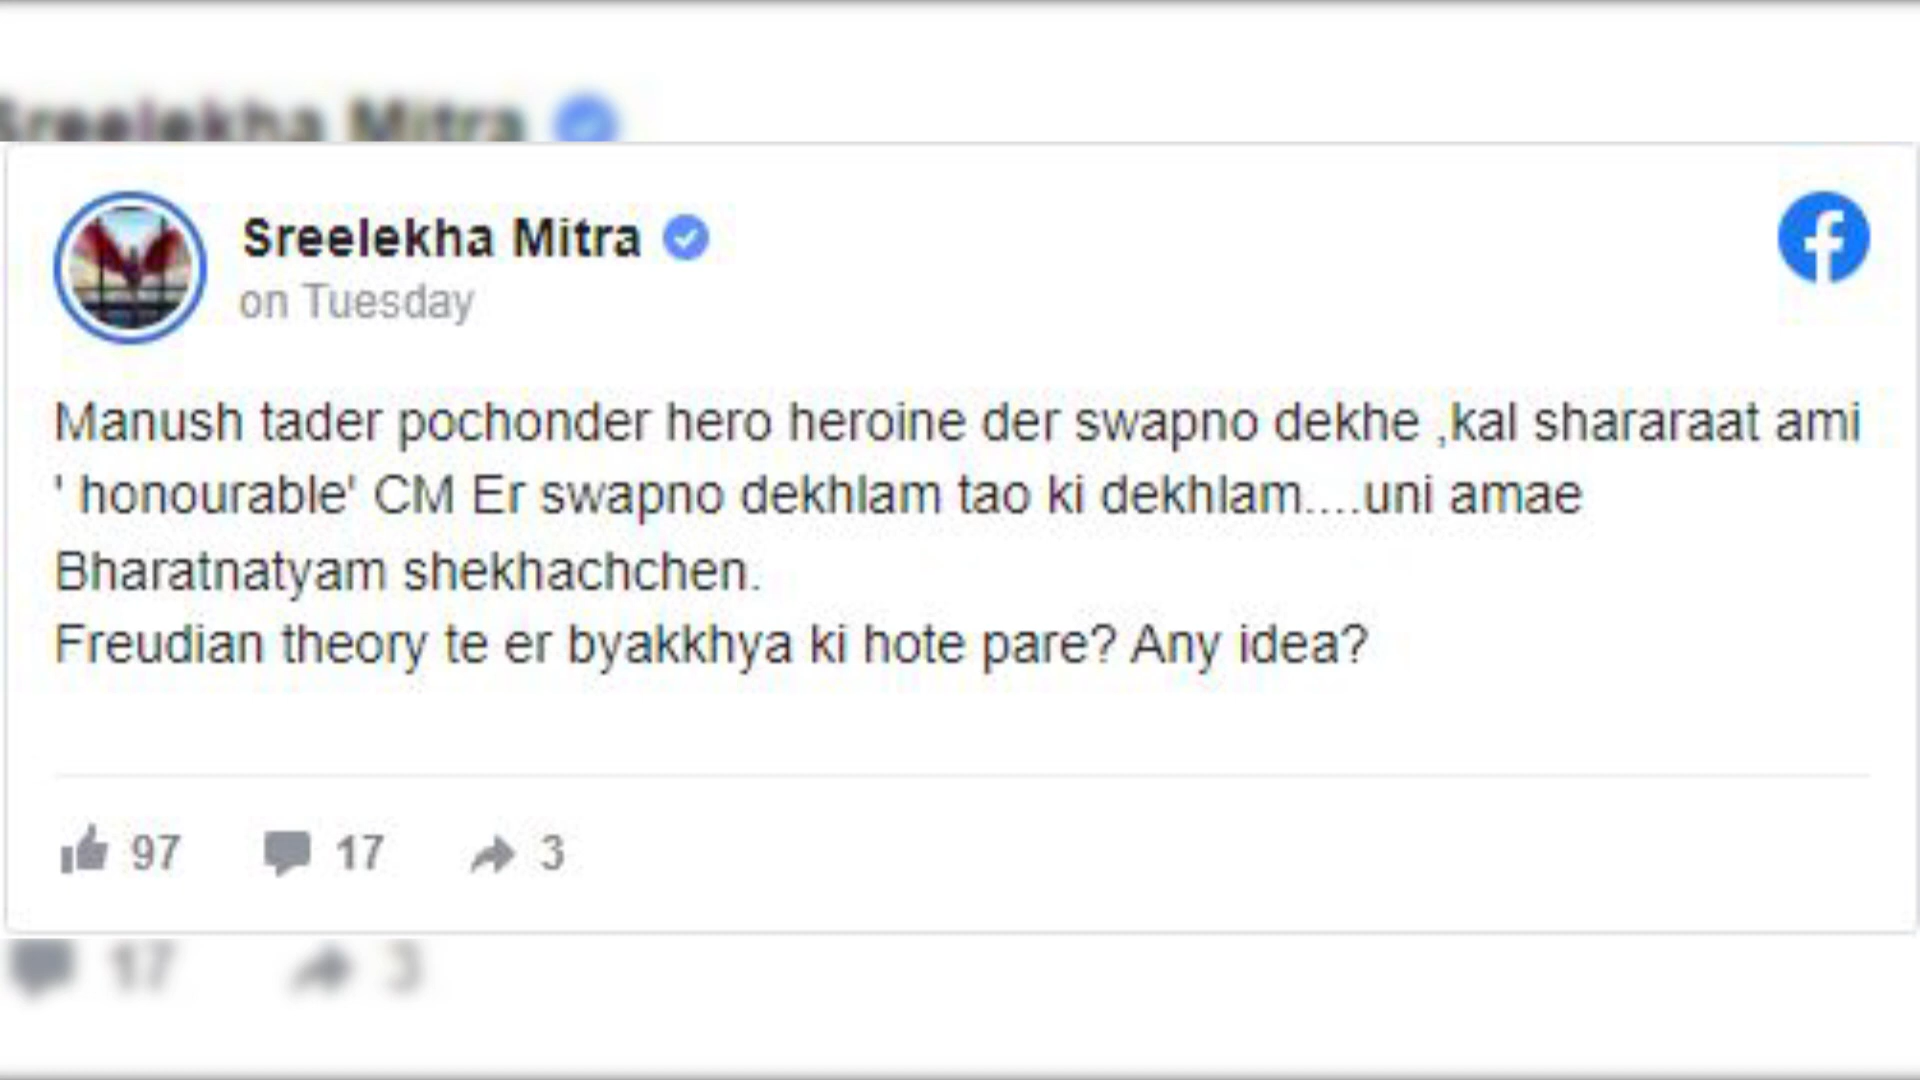 Sreelekha Mitra
Sreelekha Mitra
on Tuesday
Manush tader pochonder hero heroine der swapno dekhe ,kal shararaat ami
' honourable' CM Er swapno dekhlam tao ki dekhlam....uni amae
Bharatnatyam shekhachchen.
Freudian theory te er byakkhya ki hote pare? Any idea?
97 17 3
17 3